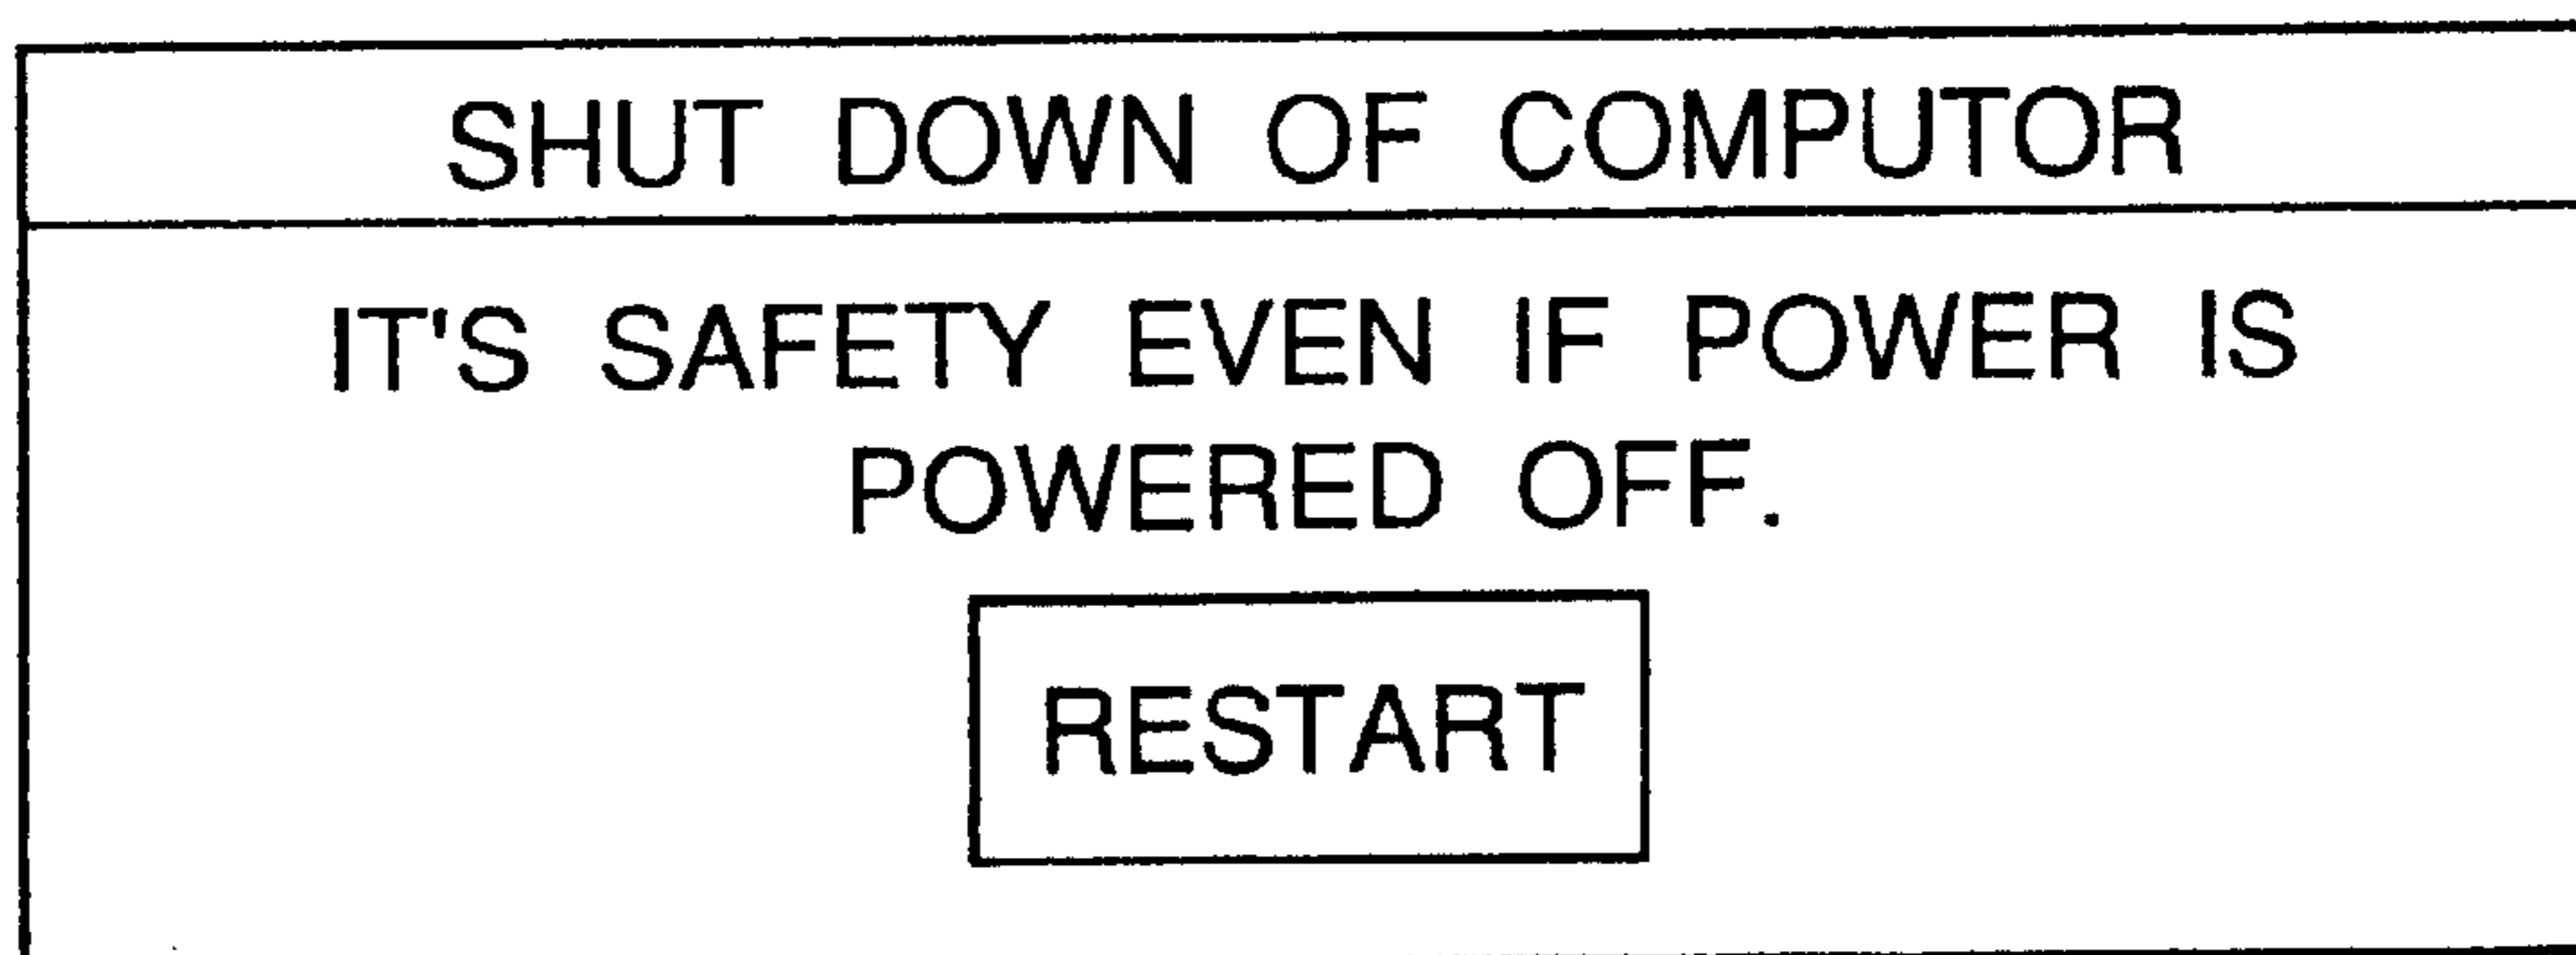 SHUT DOWN OF COMPUTOR
IT'S SAFETY EVEN IF POWER IS
POWERED OFF.
RESTART